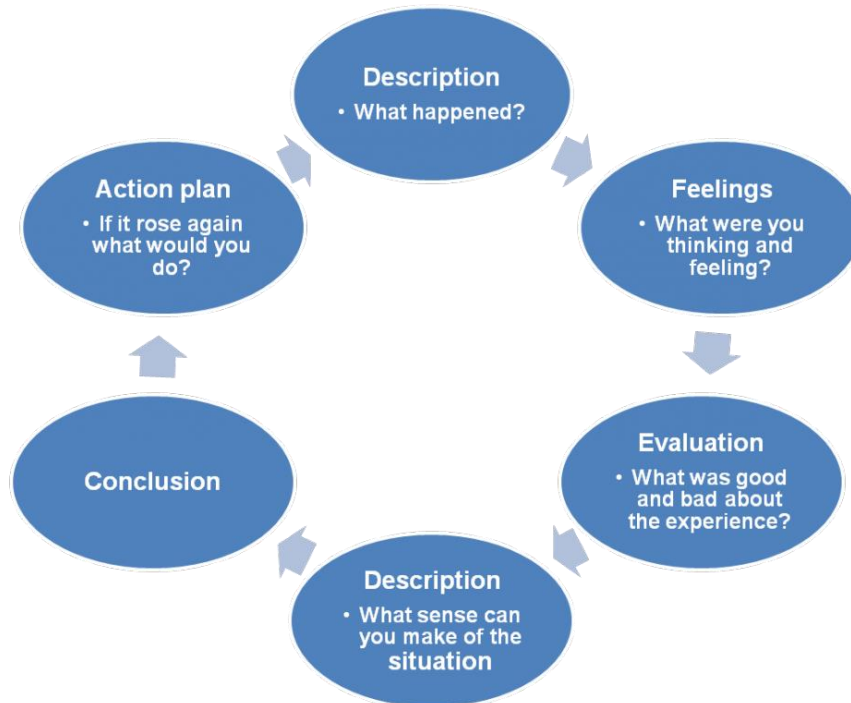 Description
• What happened?
Feelings
• What were you
thinking and
feeling?
Evaluation
• What was good
and bad about
the experience?
Description
• What sense can
you make of the
situation
Conclusion
Action plan
• If it rose again
what would you
do?